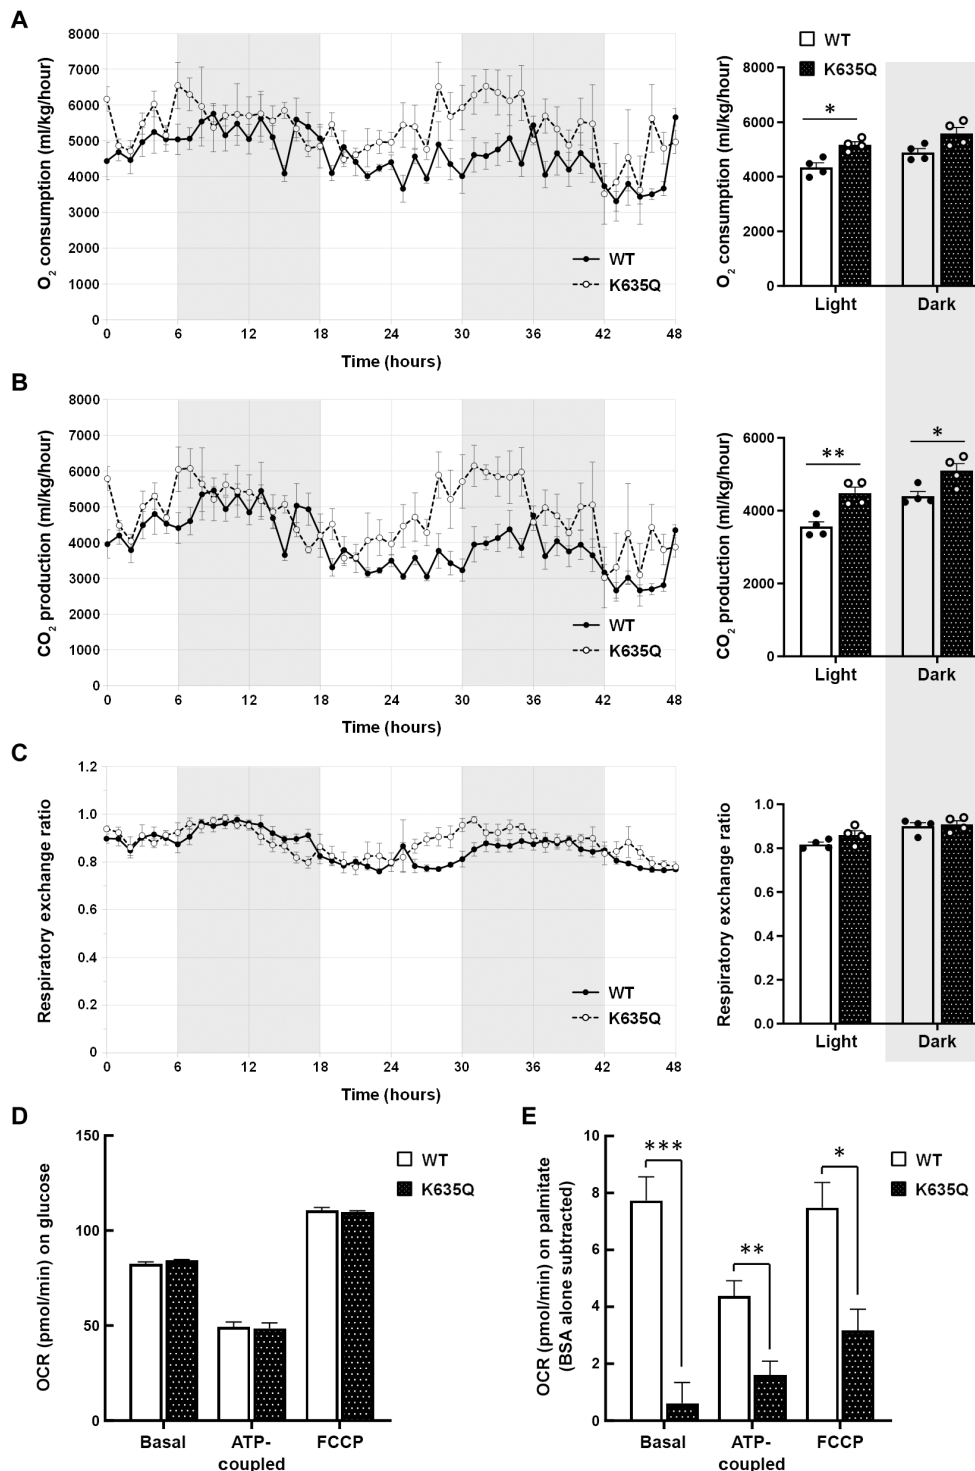 A
O2 consumption (ml/kg/hour)
8000
7000
6000
5000
4000
3000
2000
1000
0
WT
K635Q
0 6 12 18 24 30 36 42 48
Time (hours)
WT
K635Q
O2 consumption (ml/kg/hour)
8000
6000
4000
2000
0
*
Light Dark
B
CO2 production (ml/kg/hour)
8000
7000
6000
5000
4000
3000
2000
1000
0
WT
K635Q
0 6 12 18 24 30 36 42 48
Time (hours)
CO2 production (ml/kg/hour)
6000
4000
2000
0
** *
Light Dark
C
Respiratory exchange ratio
1.2
1.0
0.8
0.6
0.4
0.2
0
WT
K635Q
0 6 12 18 24 30 36 42 48
Time (hours)
Respiratory exchange ratio
1.0
0.8
0.6
0.4
0.2
0.0
Light Dark
D
OCR (pmol/min) on glucose
150
100
50
0
WT
K635Q
Basal ATP- FCCP
coupled
E
OCR (pmol/min) on palmitate
(BSA alone subtracted)
10
8
6
4
2
0
*** ** *
WT
K635Q
Basal ATP- FCCP
coupled